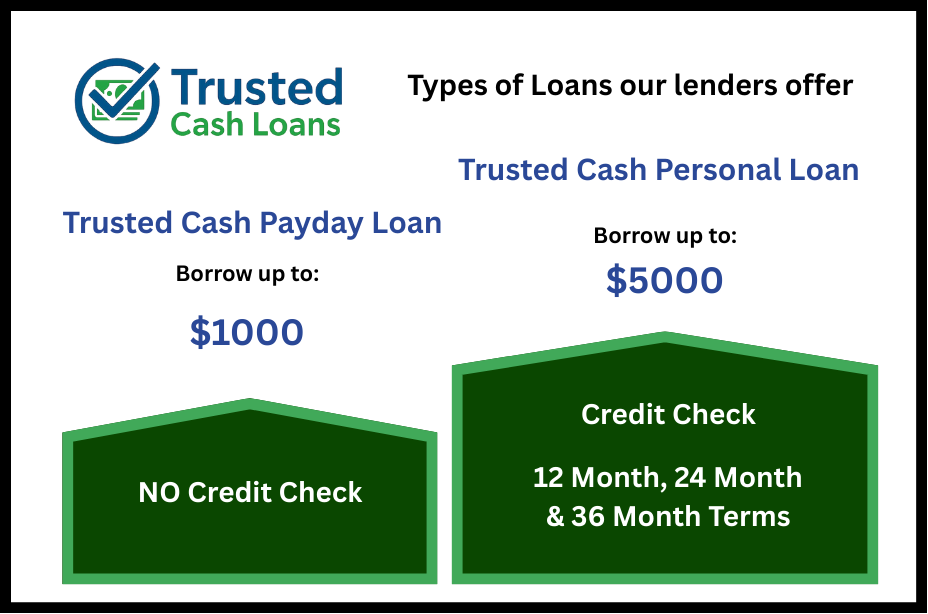 Trusted
Cash Loans
Types of Loans our lenders offer
Trusted Cash Payday Loan
Borrow up to:
$1000
NO Credit Check
Trusted Cash Personal Loan
Borrow up to:
$5000
Credit Check
12 Month, 24 Month
& 36 Month Terms